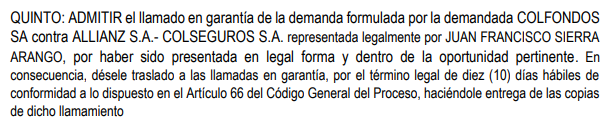 QUINTO: ADMITIR el llamado en garantía de la demanda formulada por la demandada COLFONDOS
SA contra ALLIANZ S.A.- COLSEGUROS S.A. representada legalmente por JUAN FRANCISCO SIERRA
ARANGO, por haber sido presentada en legal forma y dentro de la oportunidad pertinente. En
consecuencia, désele traslado a las llamadas en garantía, por el término legal de diez (10) días hábiles de
conformidad a lo dispuesto en el Artículo 66 del Código General del Proceso, haciéndole entrega de las copias
de dicho llamamiento